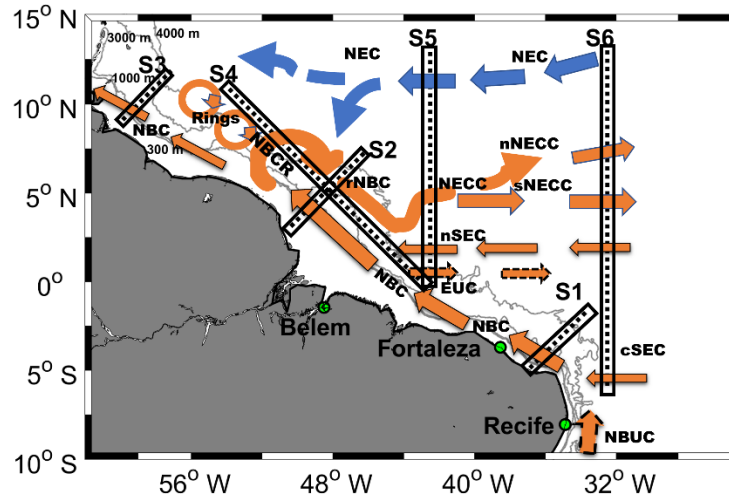 15° N
3000 m
4000 m
NEC
S5
NEC
S6
S3
1000 m
S4
10° N
Rings
NBC
NBCR
nNECC
300 m
S2
rNBC
NECC
sNECC
5° N
nSEC
0°
NBC
EUC
S1
Belem
NBC
Fortaleza
cSEC
5° S
Recife
NBUC
10° S
56° W
48° W
40° W
32° W